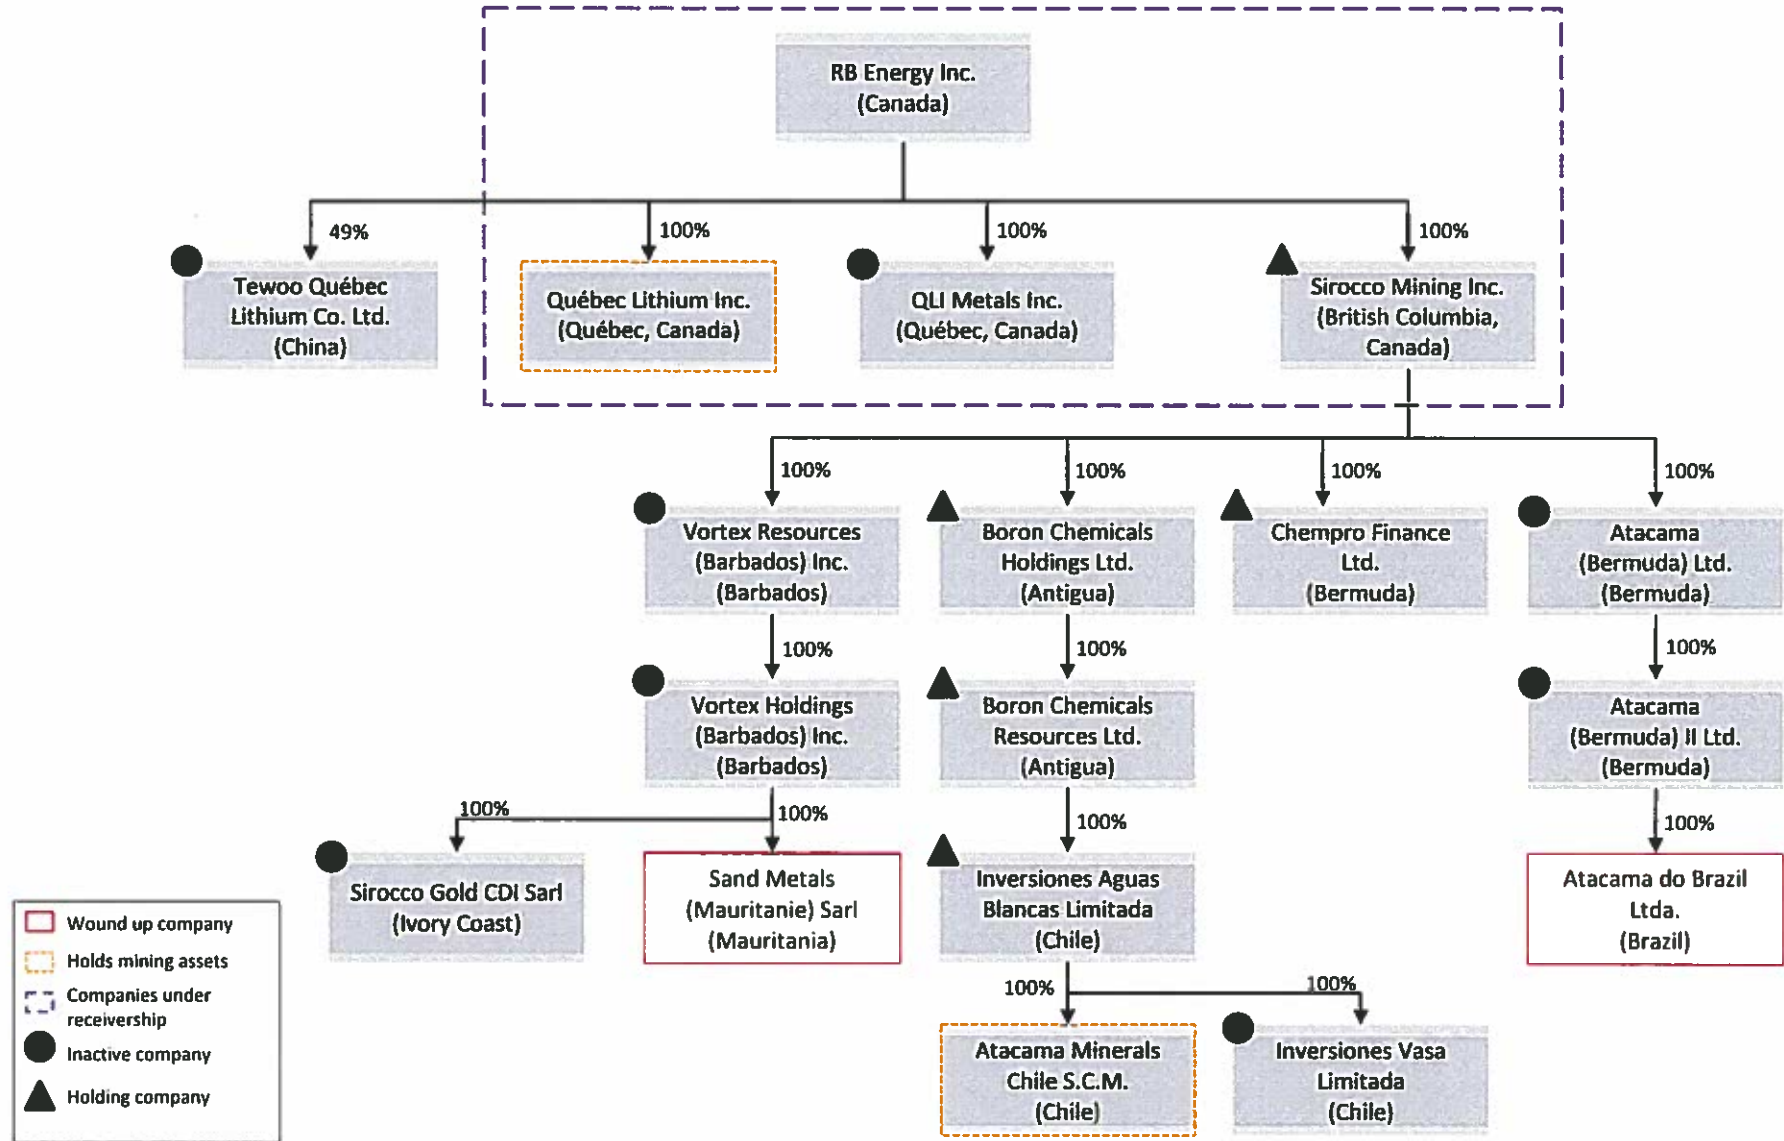 RB Energy Inc.
(Canada)
49%
100%
100%
100%
Tewoo Québec
Lithium Co. Ltd.
(China)
Québec Lithium Inc.
(Québec, Canada)
QLI Metals Inc.
(Québec, Canada)
Sirocco Mining Inc.
(British Columbia,
Canada)
100%
100%
100%
100%
Vortex Resources
(Barbados) Inc.
(Barbados)
Boron Chemicals
Holdings Ltd.
(Antigua)
Chempro Finance
Ltd.
(Bermuda)
Atacama
(Bermuda) Ltd.
(Bermuda)
100%
100%
100%
Vortex Holdings
(Barbados) Inc.
(Barbados)
Boron Chemicals
Resources Ltd.
(Antigua)
Atacama
(Bermuda) II Ltd.
(Bermuda)
100%
100%
100%
100%
Sirocco Gold CDI Sarl
(Ivory Coast)
Sand Metals
(Mauritanie) Sarl
(Mauritania)
Inversiones Aguas
Blancas Limitada
(Chile)
Atacama do Brazil
Ltda.
(Brazil)
100%
100%
Atacama Minerals
Chile S.C.M.
(Chile)
Inversiones Vasa
Limitada
(Chile)
Wound up company
Holds mining assets
Companies under
receivership
Inactive company
Holding company